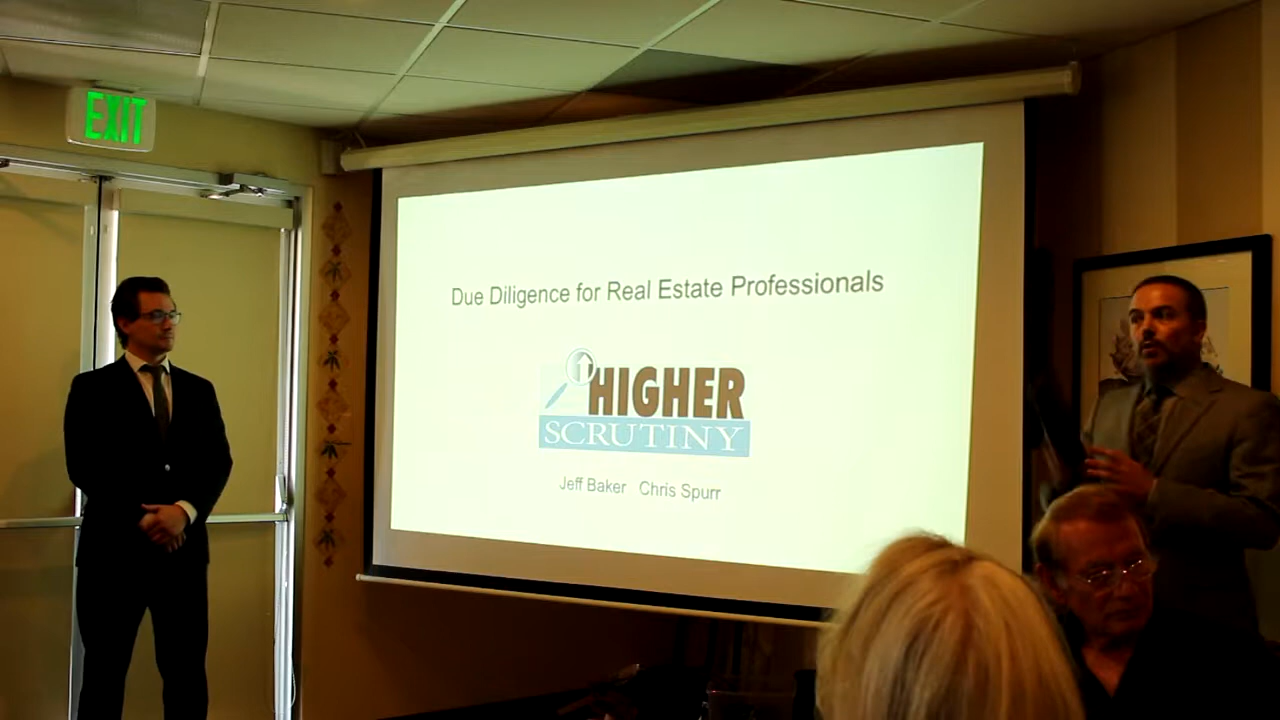 EXIT
Due Diligence for Real Estate Professionals
HIGHER
SCRUTINY
Jeff Baker Chris Spurr